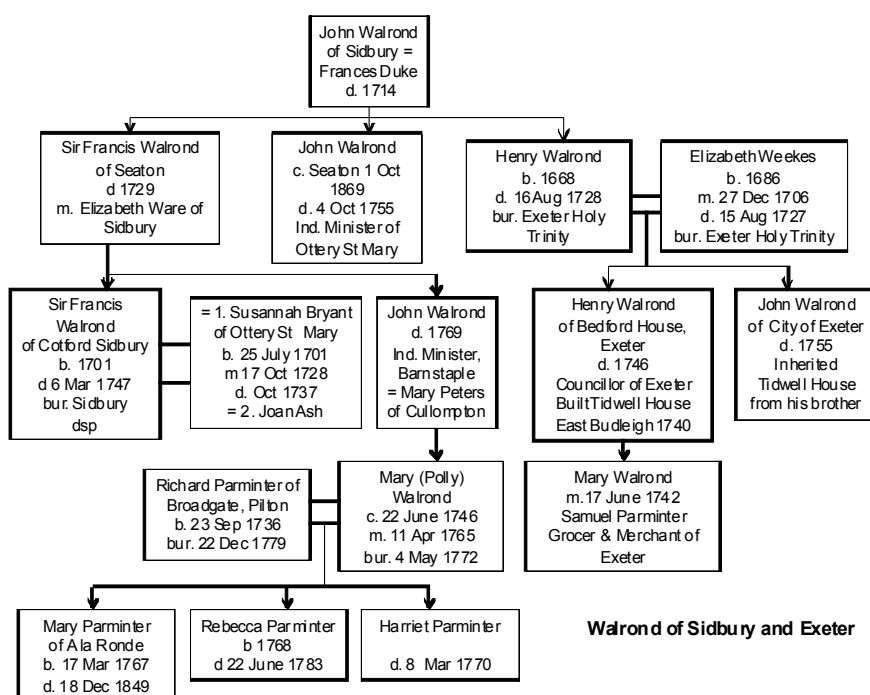 John Walrond
of Sidbury =
Frances Duke
d. 1714
Sir Francis Walrond
of Seaton
d 1729
m. Elizabeth Ware of
Sidbury
John Walrond
c. Seaton 1 Oct
1869
d. 4 Oct 1755
Ind. Minister of
Ottery St Mary
Henry Walrond
b. 1668
d. 16 Aug 1728
bur. Exeter Holy
Trinity
Elizabeth Weekes
b. 1686
m. 27 Dec 1706
d. 15 Aug 1727
bur. Exeter Holy Trinity
Sir Francis
Walrond
of Cotford Sidbury
b. 1701
d 6 Mar 1747
bur. Sidbury
dsp
= 1. Susannah Bryant
of Ottery St Mary
b. 25 July 1701
m 17 Oct 1728
d. Oct 1737
= 2. Joan Ash
John Walrond
d. 1769
Ind. Minister,
Barnstaple
= Mary Peters
of Cullompton
Henry Walrond
of Bedford House,
Exeter
d. 1746
Councillor of Exeter
Built Tidwell House
East Budleigh 1740
John Walrond
of City of Exeter
d. 1755
Inherited
Tidwell House
from his brother
Richard Parminter of
Broadgate, Pilton
b. 23 Sep 1736
bur. 22 Dec 1779
Mary (Polly)
Walrond
c. 22 June 1746
m. 11 Apr 1765
bur. 4 May 1772
Mary Walrond
m. 17 June 1742
Samuel Parminter
Grocer & Merchant of
Exeter
Mary Parminter
of Ala Ronde
b. 17 Mar 1767
d. 18 Dec 1849
Rebecca Parminter
b 1768
d 22 June 1783
Harriet Parminter
d. 8 Mar 1770
Walrond of Sidbury and Exeter